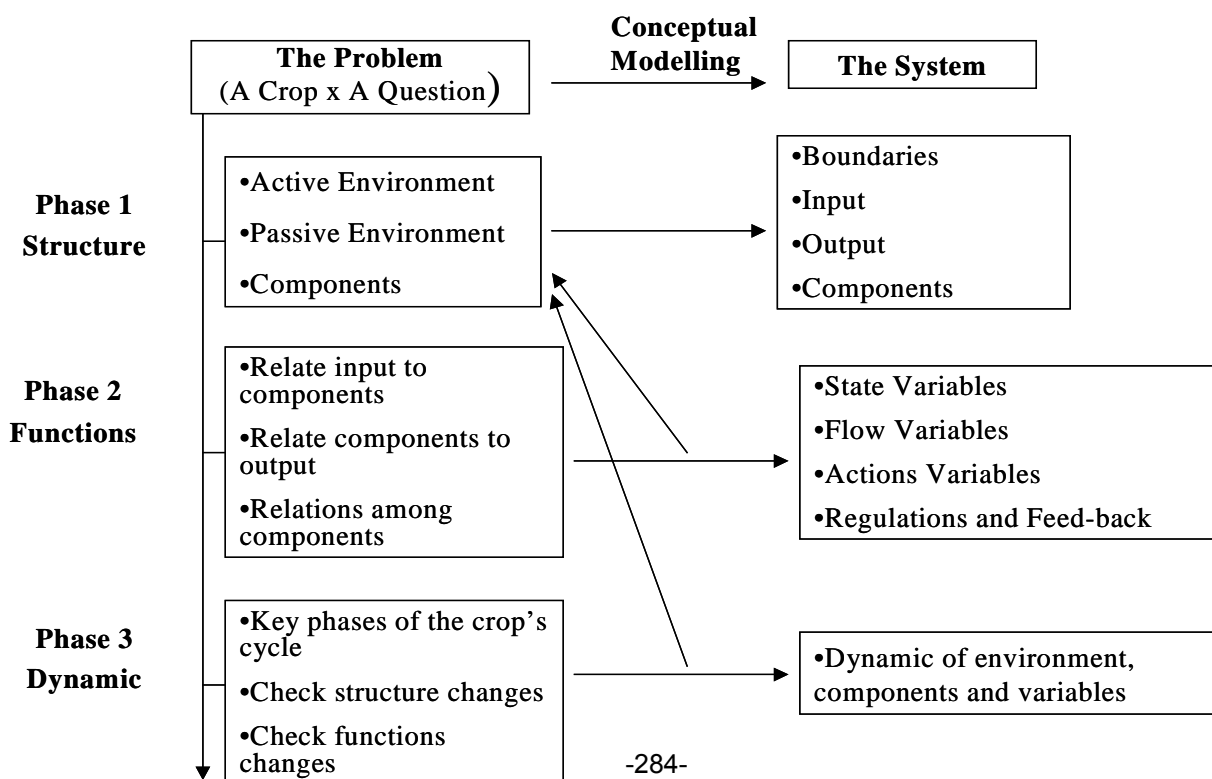 Conceptual
Modelling
The Problem
(A Crop x A Question)
The System
Phase 1
Structure
•Active Environment
•Passive Environment
•Components
•Boundaries
•Input
•Output
•Components
Phase 2
Functions
•Relate input to
components
•Relate components to
output
•Relations among
components
•State Variables
•Flow Variables
•Actions Variables
•Regulations and Feed-back
Phase 3
Dynamic
•Key phases of the crop’s
cycle
•Check structure changes
•Check functions
changes
•Dynamic of environment,
components and variables
-284-